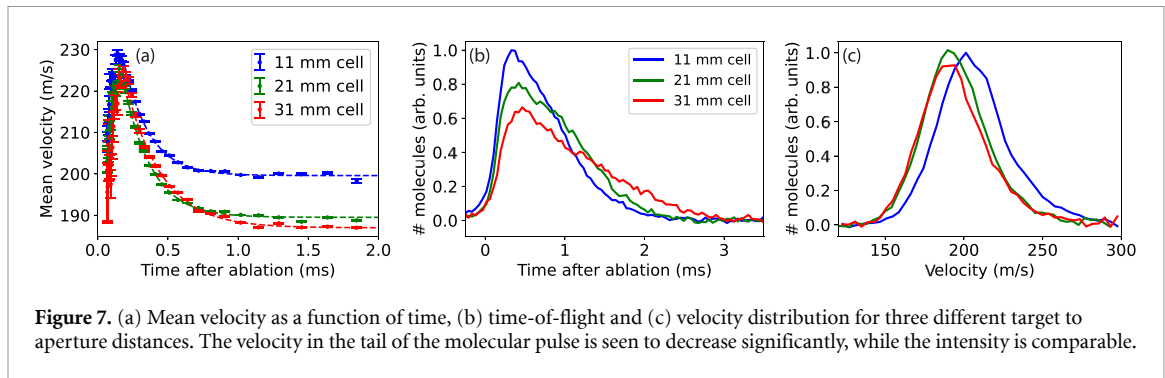 (a)
11 mm cell
21 mm cell
31 mm cell
Mean velocity (m/s)
230
220
210
200
190
0.0 0.5 1.0 1.5 2.0
Time after ablation (ms)
(b)
11 mm cell
21 mm cell
31 mm cell
# molecules (arb. units)
1.0
0.8
0.6
0.4
0.2
0.0
0 1 2 3
Time after ablation (ms)
(c)
# molecules (arb. units)
1.0
0.8
0.6
0.4
0.2
0.0
150 200 250 300
Velocity (m/s)
Figure 7. (a) Mean velocity as a function of time, (b) time-of-flight and (c) velocity distribution for three different target to
aperture distances. The velocity in the tail of the molecular pulse is seen to decrease significantly, while the intensity is comparable.